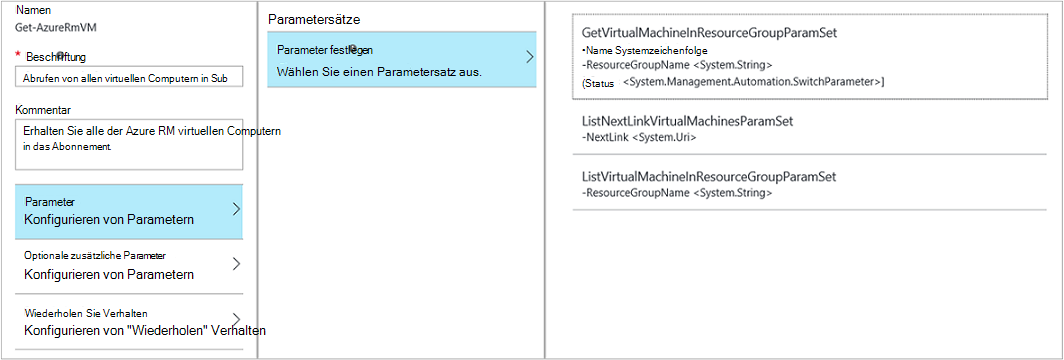 Namen
Get-AzureRmVM
* Beschriftung
Abrufen von allen virtuellen Computern in Sub
Kommentar
Erhalten Sie alle der Azure RM virtuellen Computern
in das Abonnement.
Parameter
Konfigurieren von Parametern
Optionale zusätzliche Parameter
Konfigurieren von Parametern
Wiederholen Sie Verhalten
Konfigurieren von "Wiederholen" Verhalten
Parametersätze
Parameter festlegen
Wählen Sie einen Parametersatz aus.
GetVirtualMachineInResourceGroupParamSet
•Name Systemzeichenfolge
-ResourceGroupName <System.String>
(Status <System.Management.Automation.SwitchParameter>]
ListNextLinkVirtualMachinesParamSet
-NextLink <System.Uri>
ListVirtualMachineInResourceGroupParamSet
-ResourceGroupName <System.String>